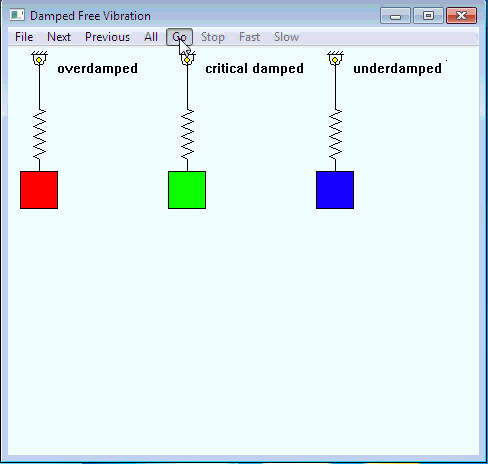 Damped Free Vibration
File Next Previous All Go Stop Fast Slow
overdamped critical damped underdamped